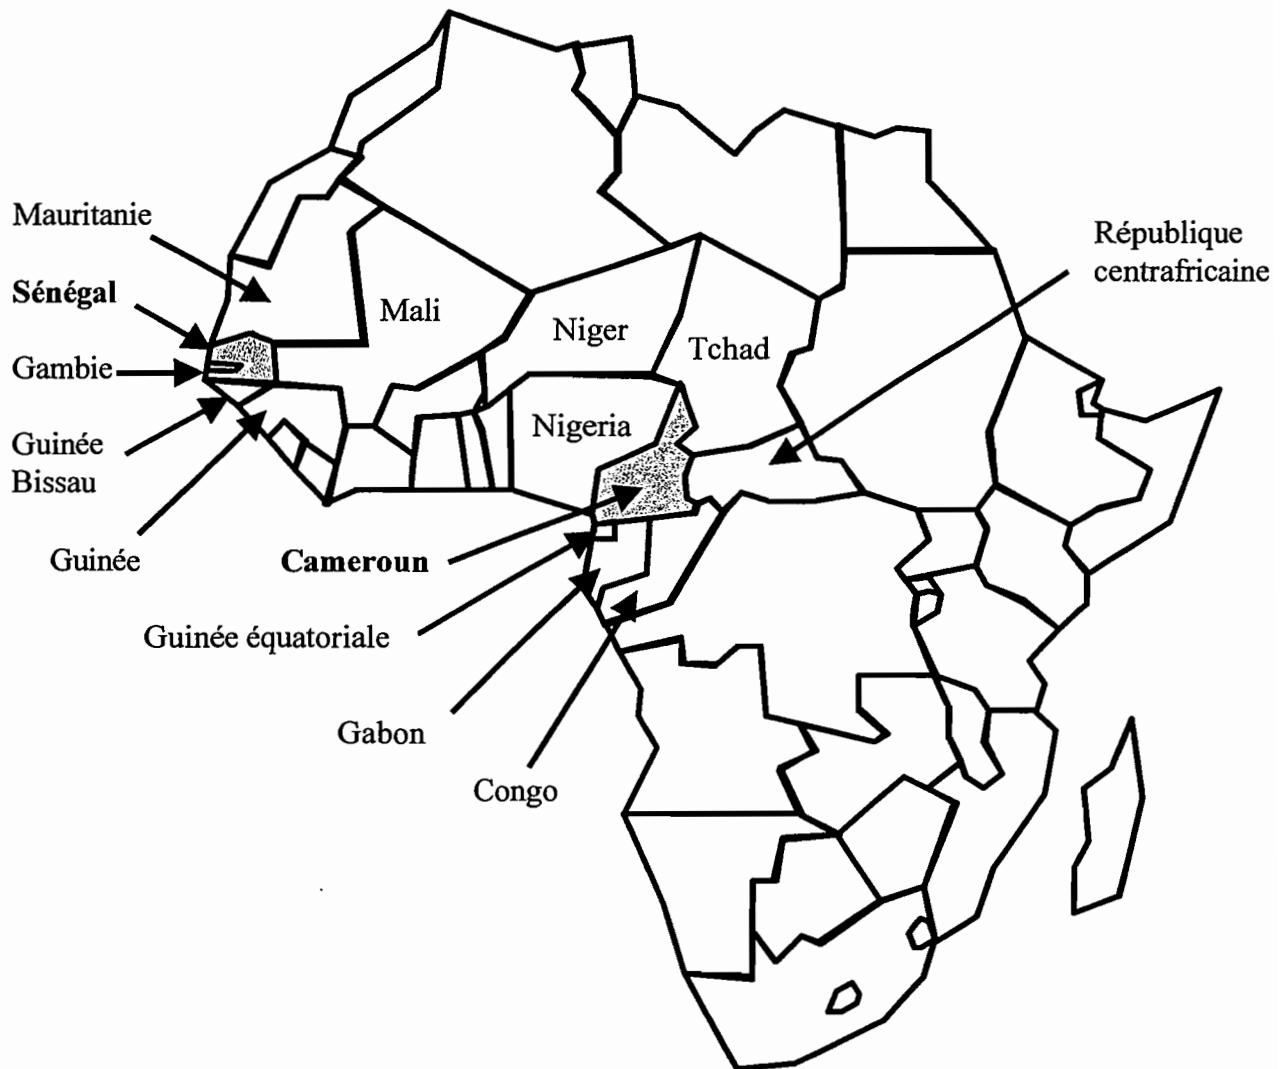 Mauritanie
Sénégal
Gambie
Guinée
Bissau
Guinée
Mali
Niger
Tchad
Nigeria
République
centrafricaine
Cameroun
Guinée équatoriale
Gabon
Congo